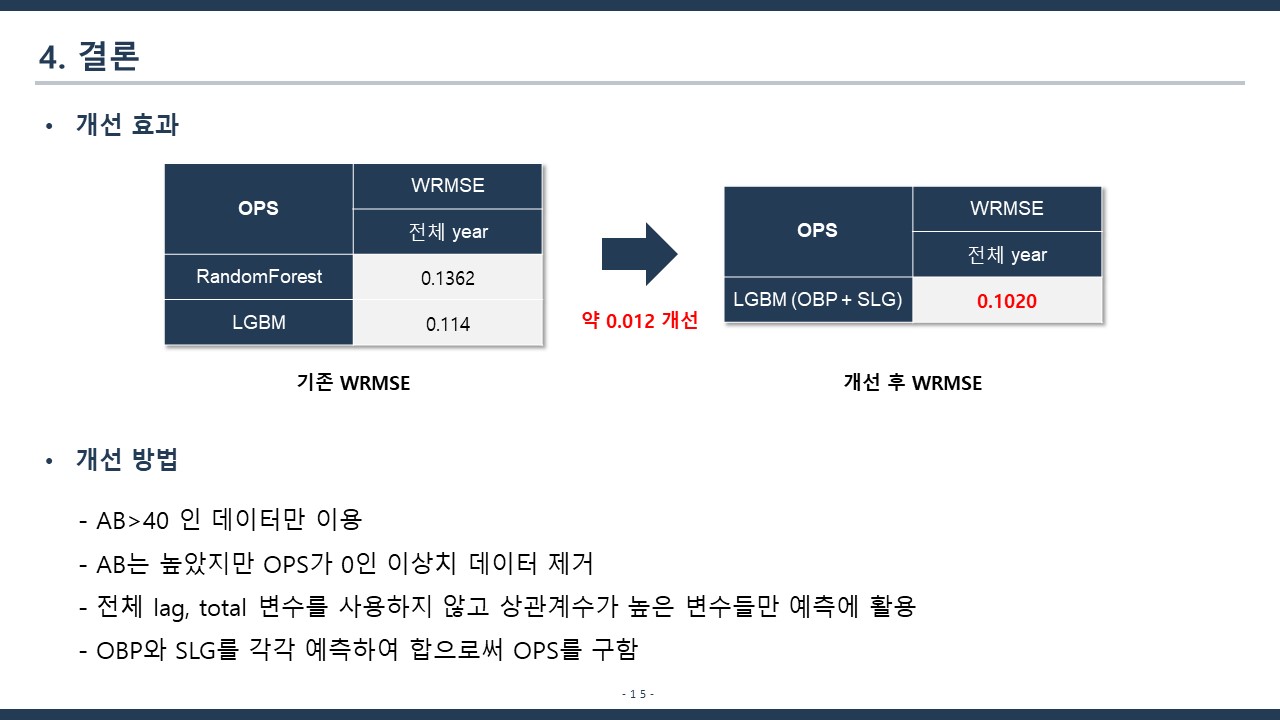 4. 결론
• 개선 효과
OPS
WRMSE
전체 year
RandomForest
0.1362
LGBM
0.114
기존 WRMSE
약 0.012 개선
OPS
WRMSE
전체 year
LGBM (OBP + SLG)
0.1020
개선 후 WRMSE
• 개선 방법
- AB>40 인 데이터만 이용
- AB는 높았지만 OPS가 0인 이상치 데이터 제거
- 전체 lag, total 변수를 사용하지 않고 상관계수가 높은 변수들만 예측에 활용
- OBP와 SLG를 각각 예측하여 합으로써 OPS를 구함
- 15 -